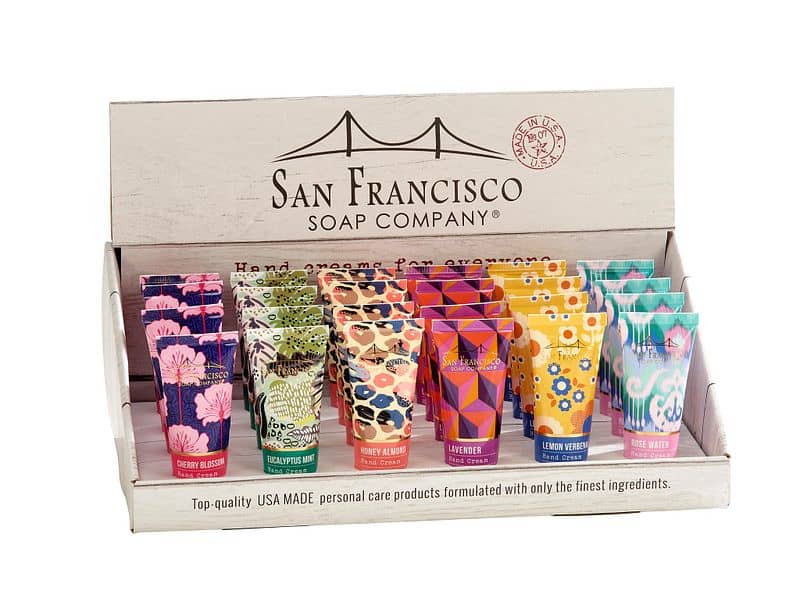 MADE IN U.S.A.
No 07
U.S.A.
SAN FRANCISCO
SOAP COMPANY®
Hand creams for everyone
SAN FRANCISCO
SOAP COMPANY®
CHERRY BLOSSOM
Hand Cream
EUCALYPTUS MINT
Hand Cream
HONEY ALMOND
Hand Cream
SAN FRANCISCO
SOAP COMPANY®
LAVENDER
Hand Cream
LEMON VERBENA
Hand Cream
ROSE WATER
Hand Cream
Top-quality USA MADE personal care products formulated with only the finest ingredients.